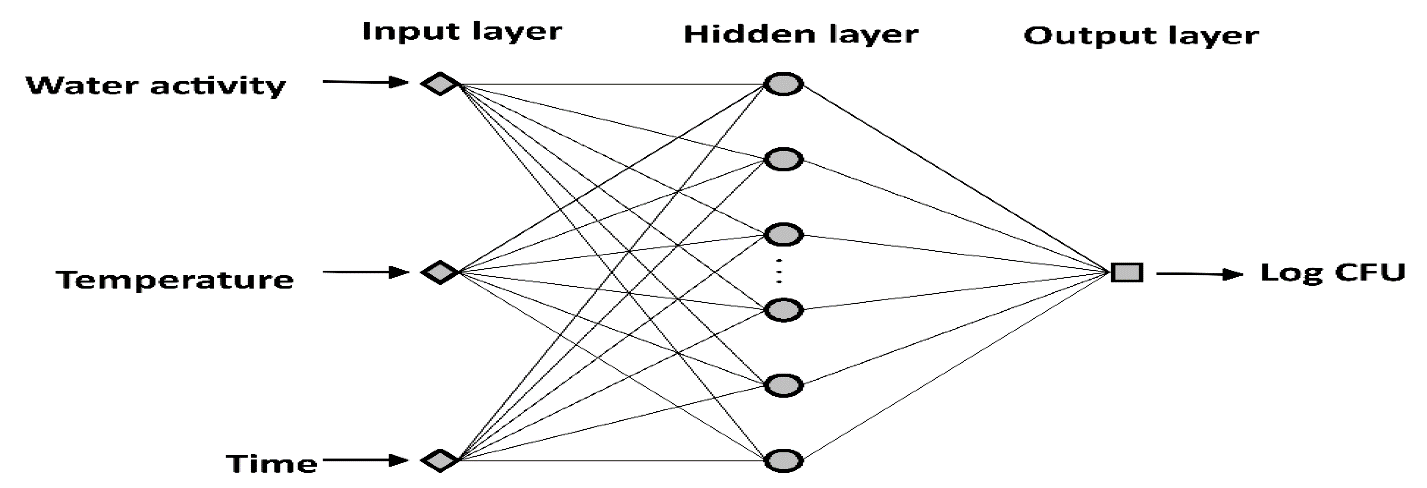 Input layer
Hidden layer
Output layer
Water activity
Temperature
Log CFU
Time